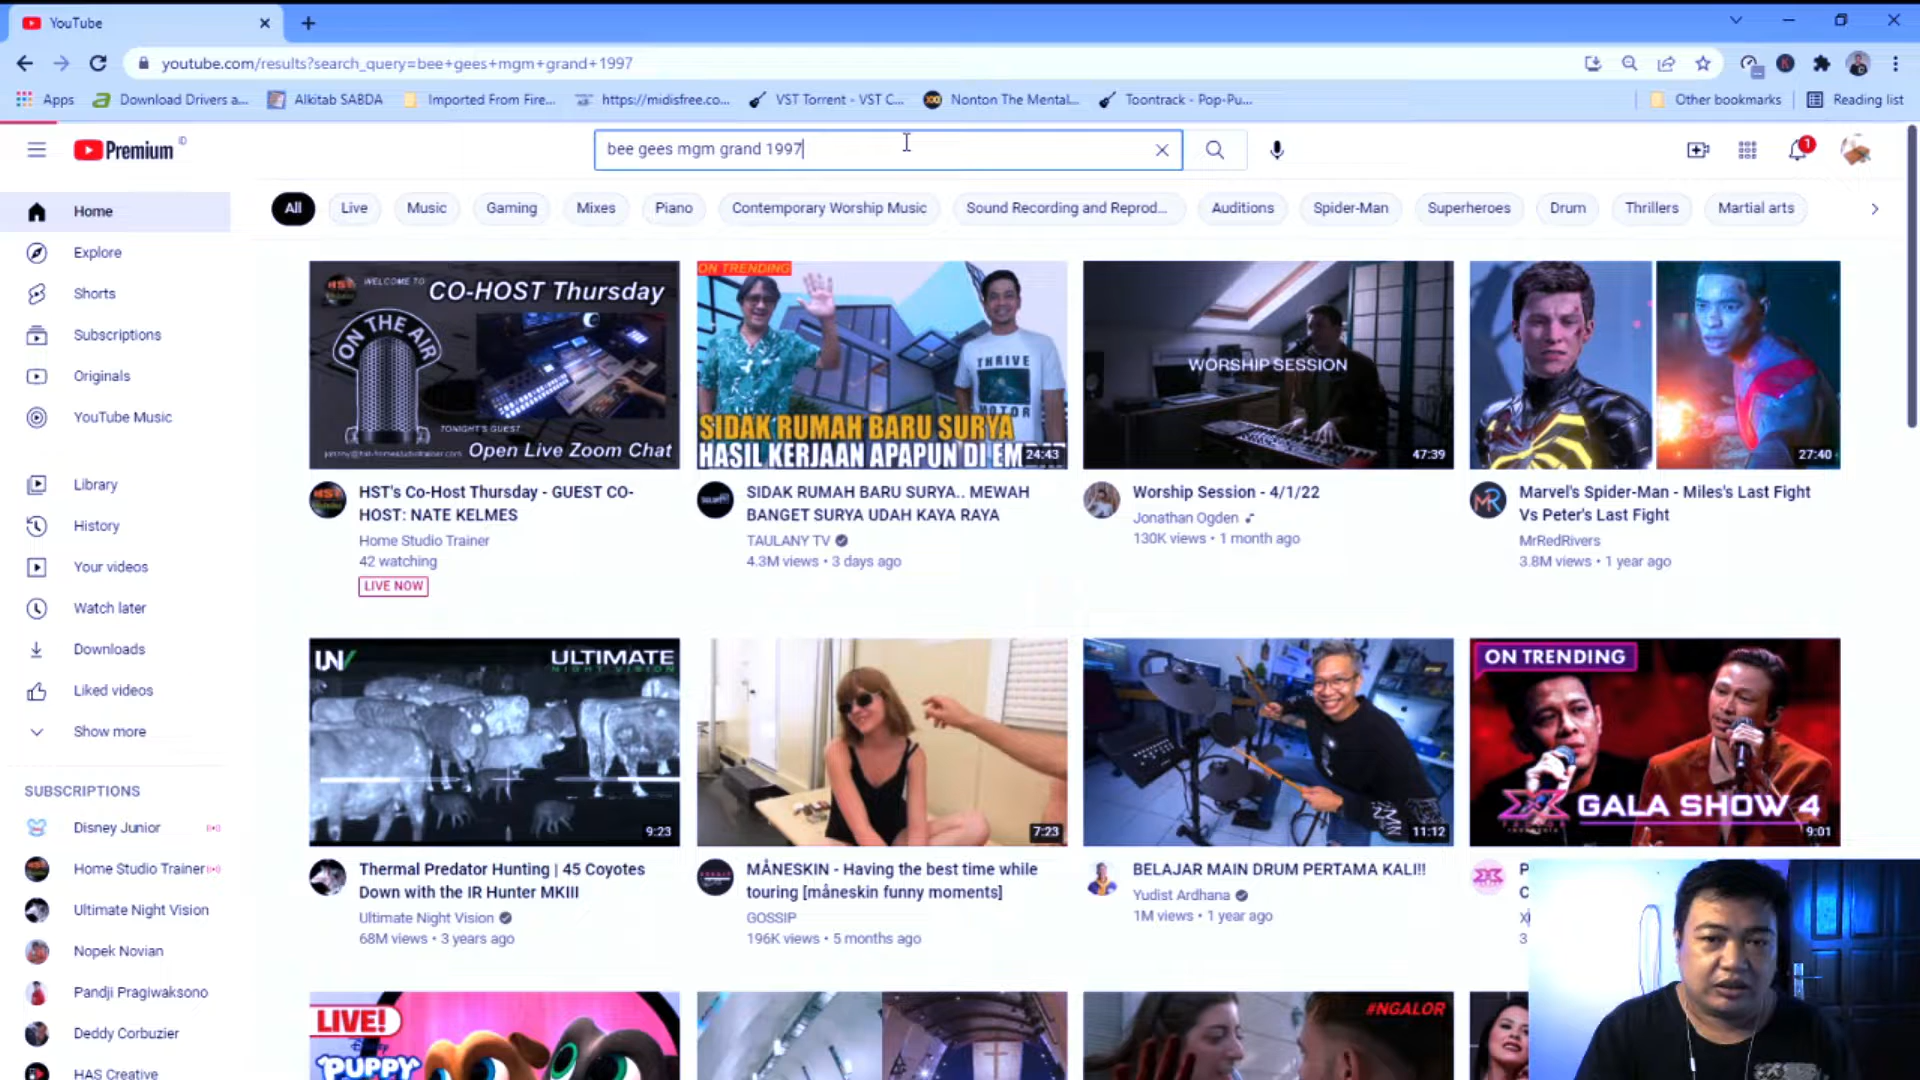 YouTube
youtube.com/results?search_query=bee+gees+mgm+grand+1997
Apps
Download Drivers a...
Alkitab SABDA
Imported From Fire...
https://midisfree.co...
VST Torrent - VST C...
Nonton The Mental...
Toontrack - Pop-Pu...
Other bookmarks
Reading list
Premium ID
bee gees mgm grand 1997
1
All
Live
Music
Gaming
Mixes
Piano
Contemporary Worship Music
Sound Recording and Reprod...
Auditions
Spider-Man
Superheroes
Drum
Thrillers
Martial arts
Home
Explore
Shorts
Subscriptions
Originals
YouTube Music
Library
History
Your videos
Watch later
Downloads
Liked videos
Show more
SUBSCRIPTIONS
Disney Junior
Home Studio Trainer
Ultimate Night Vision
Nopek Novian
Pandji Pragiwaksono
Deddy Corbuzier
HAS Creative
HST
WELCOME TO
CO-HOST Thursday
ON THE AIR
TONIGHT'S GUEST
Open Live Zoom Chat
HST's Co-Host Thursday - GUEST CO-
HOST: NATE KELMES
Home Studio Trainer
42 watching
LIVE NOW
ON TRENDING
THRIVE
MOTOR
SIDAK RUMAH BARU SURYA
HASIL KERJAAN APAPUN DI EM
24:43
SIDAK RUMAH BARU SURYA.. MEWAH
BANGET SURYA UDAH KAYA RAYA
TAULANY TV
4.3M views • 3 days ago
WORSHIP SESSION
47:39
Worship Session - 4/1/22
Jonathan Ogden
130K views • 1 month ago
27:40
MR
Marvel's Spider-Man - Miles's Last Fight
Vs Peter's Last Fight
MrRedRivers
3.8M views • 1 year ago
UNV
ULTIMATE
NIGHT VISION
9:23
Thermal Predator Hunting | 45 Coyotes
Down with the IR Hunter MKIII
Ultimate Night Vision
68M views • 3 years ago
7:23
MÅNESKIN - Having the best time while
touring [måneskin funny moments]
GOSSIP
196K views • 5 months ago
11:12
BELAJAR MAIN DRUM PERTAMA KALI!!
Yudist Ardhana
1M views • 1 year ago
ON TRENDING
GALA SHOW 4
9:01
P
C
X
3
LIVE!
Disney
PUPPY
#NGALOR